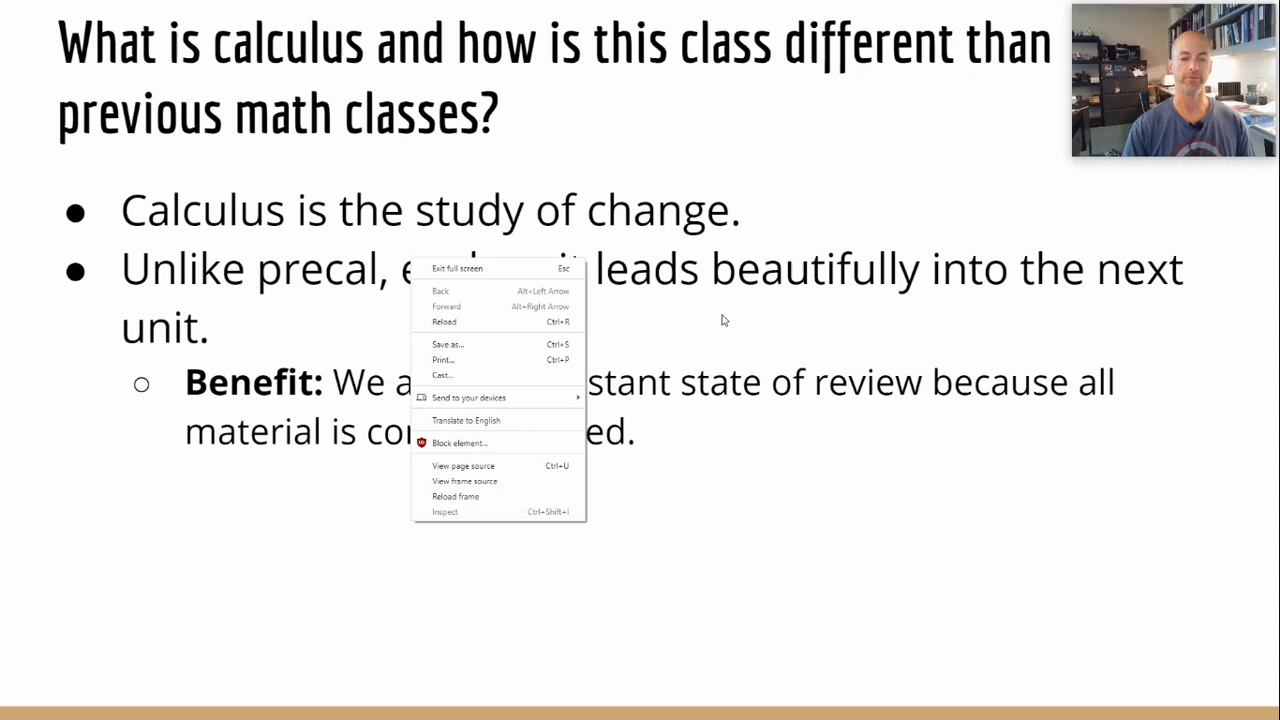 What is calculus and how is this class different than
previous math classes?
● Calculus is the study of change.
● Unlike precal, leads beautifully into the next
unit.
○ Benefit: We state of review because all
material is
Exit full screen Esc
Back Alt+Left Arrow
Forward Alt+Right Arrow
Reload Ctrl+R
Save as... Ctrl+S
Print... Ctrl+P
Cast...
Send to your devices
Translate to English
Block element...
View page source Ctrl+U
View frame source
Reload frame
Inspect Ctrl+Shift+I